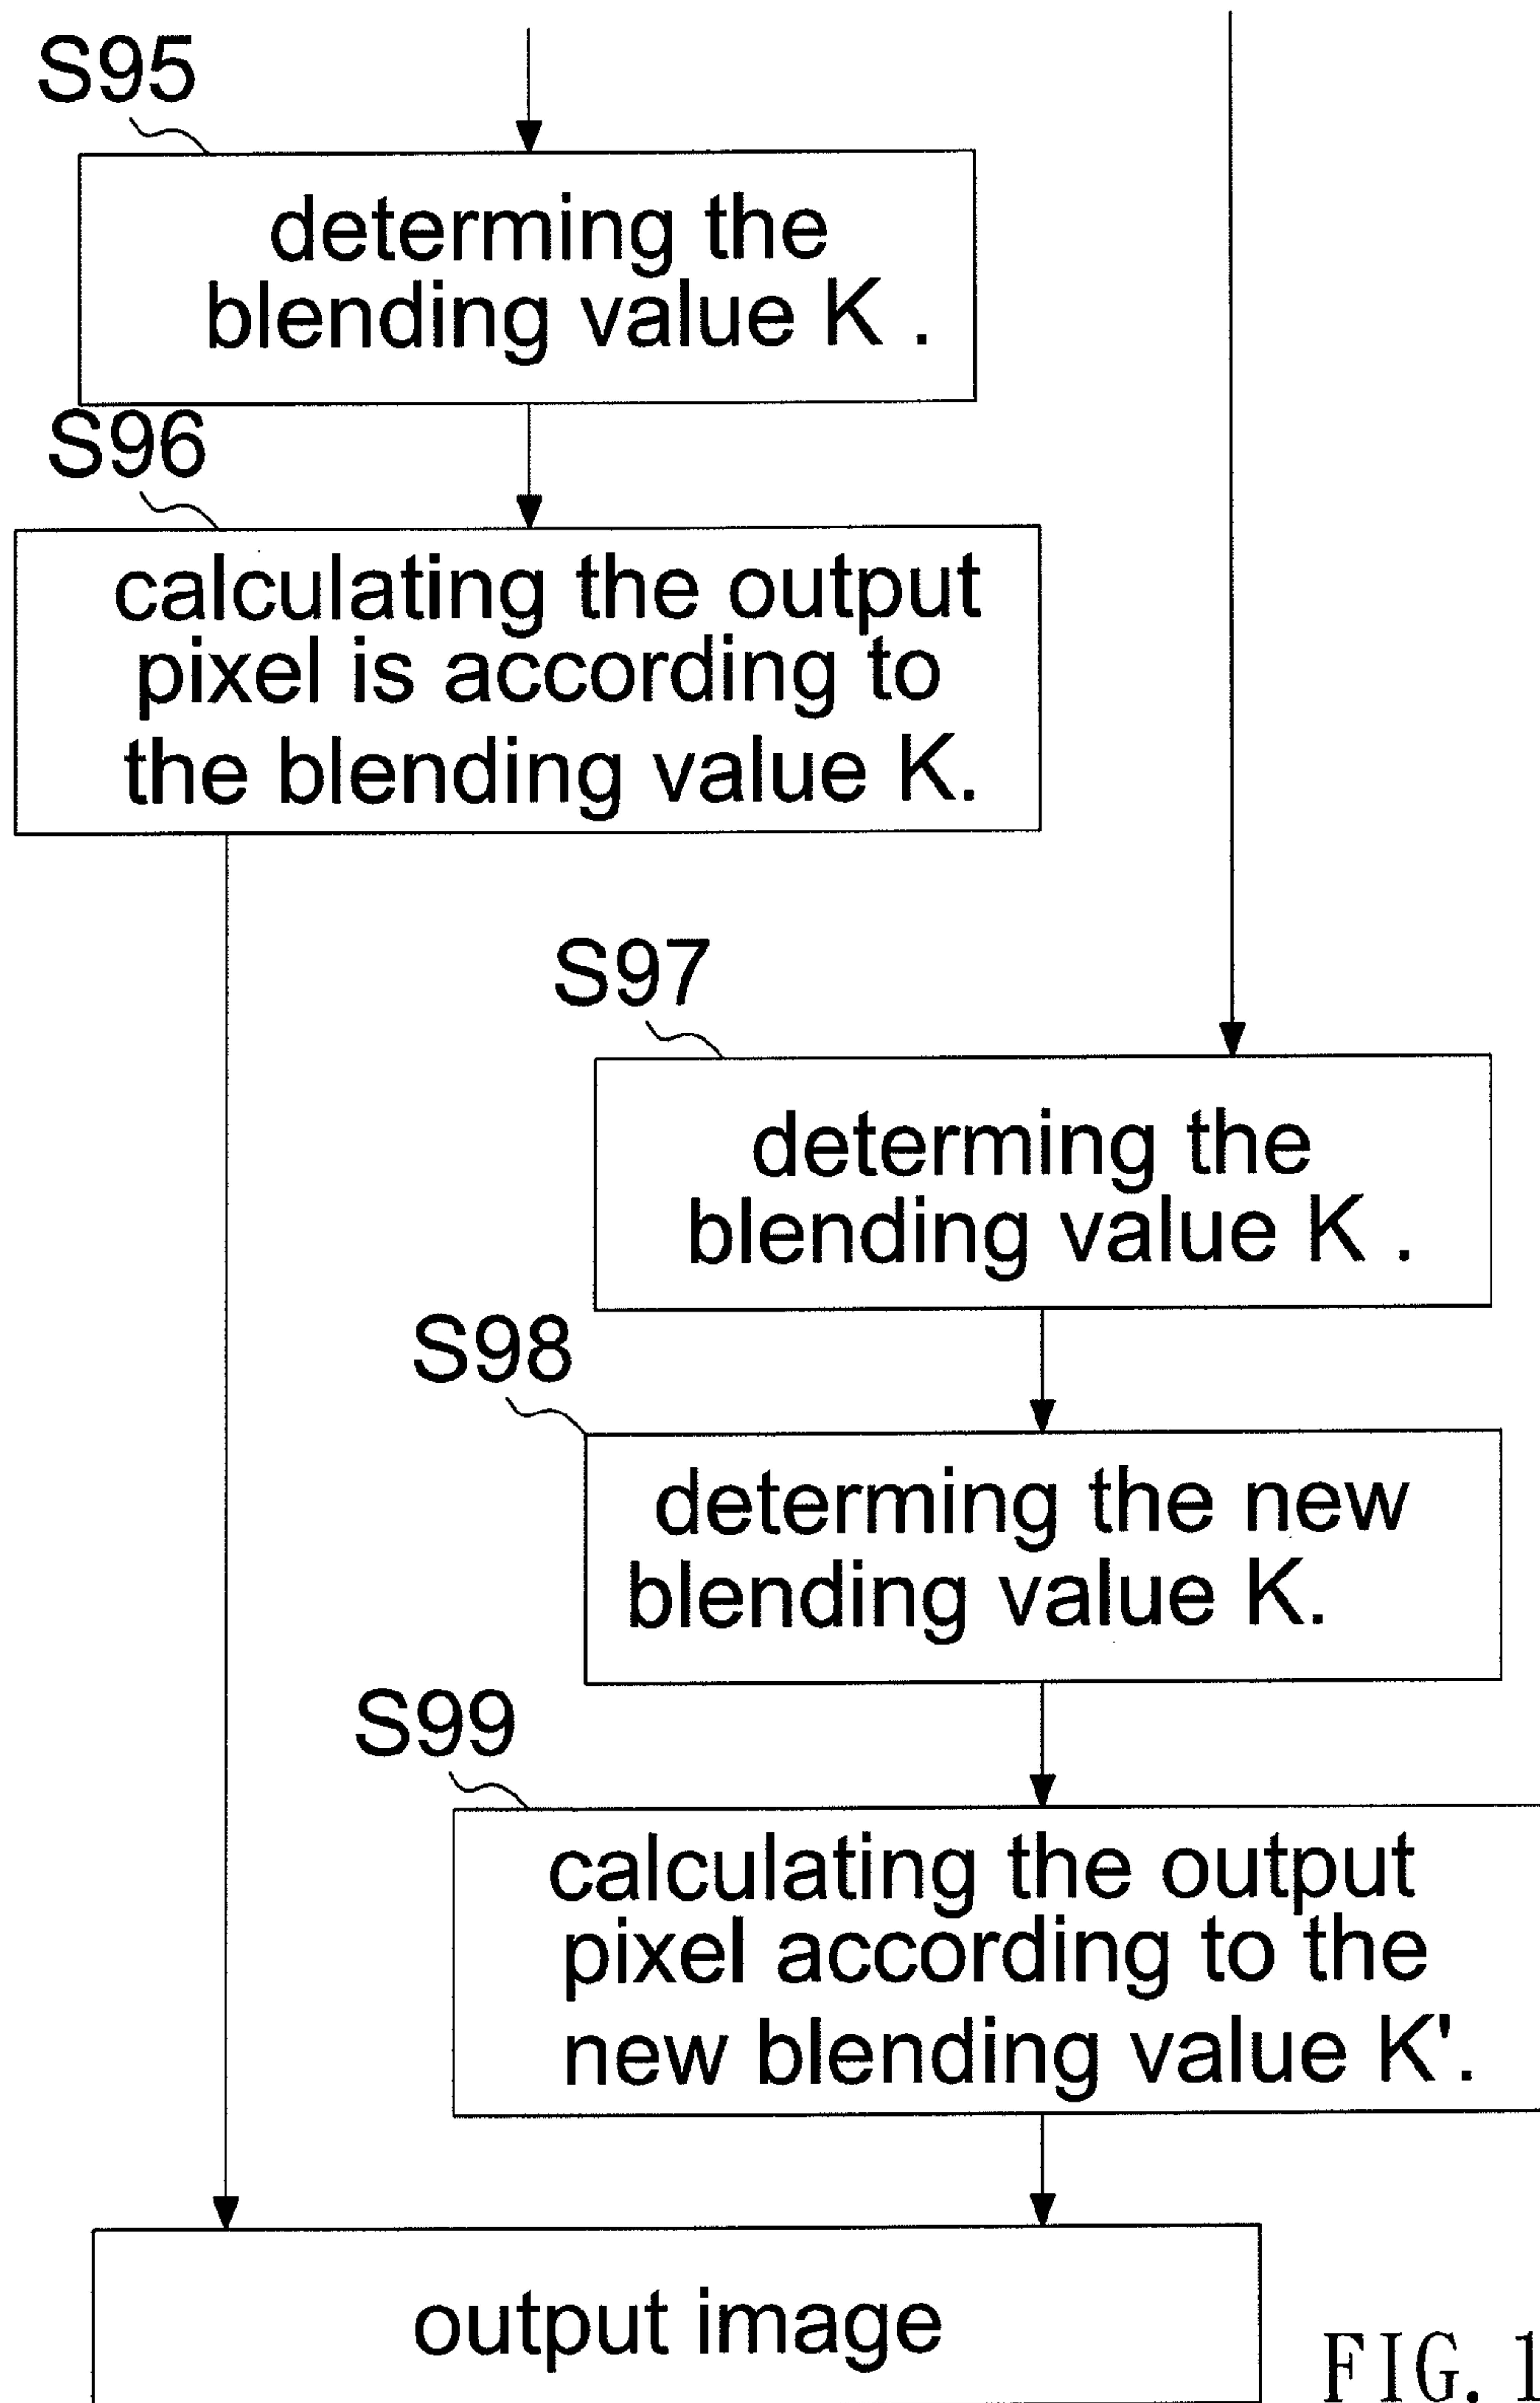 S95
determing the
blending value K .
S96
calculating the output
pixel is according to
the blending value K.
S97
determing the
blending value K .
S98
determing the new
blending value K.
S99
calculating the output
pixel according to the
new blending value K'.
output image
FIG. 1